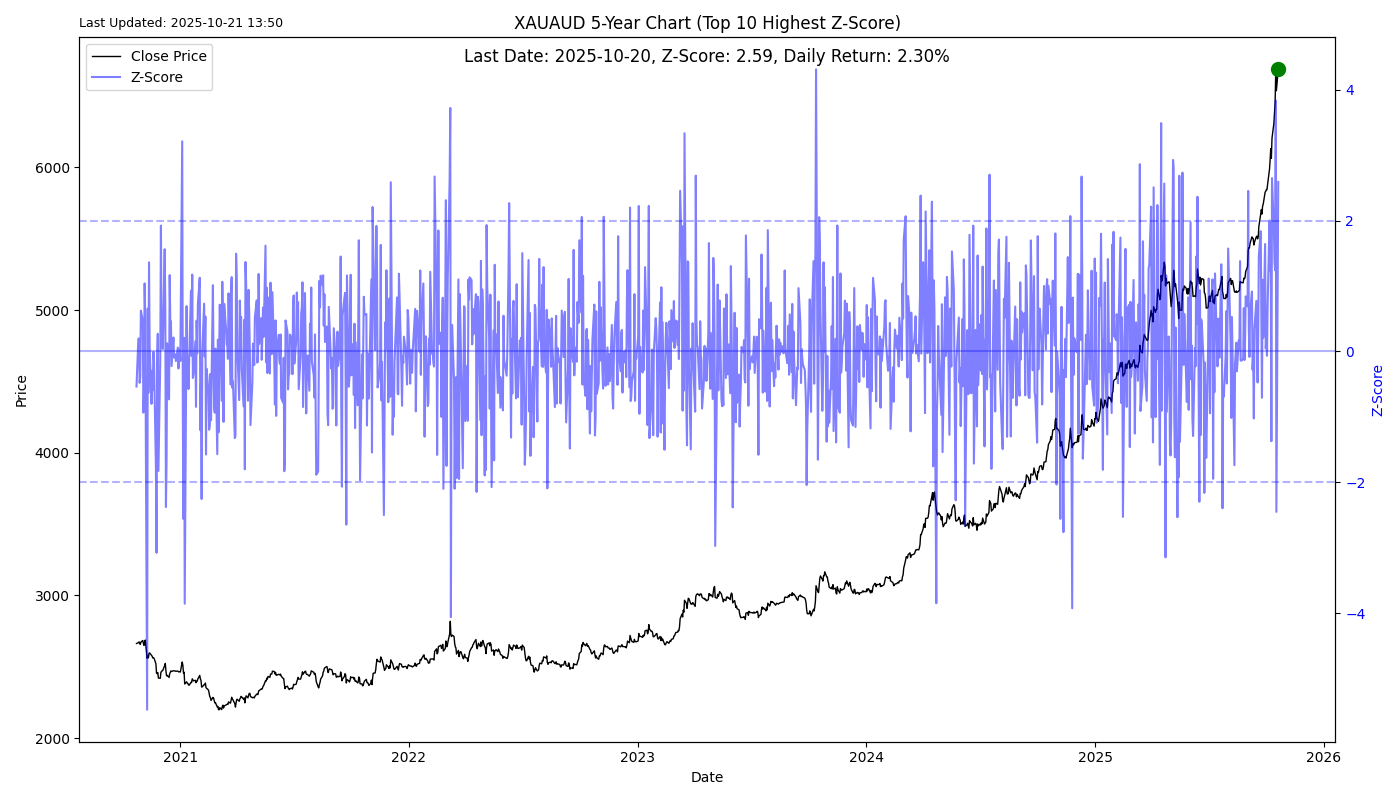 Last Updated: 2025-10-21 13:50
XAUAUD 5-Year Chart (Top 10 Highest Z-Score)
Last Date: 2025-10-20, Z-Score: 2.59, Daily Return: 2.30%
Close Price
Z-Score
6000
5000
4000
3000
2000
Price
4
2
0
−2
−4
Z-Score
2021
2022
2023
2024
2025
2026
Date